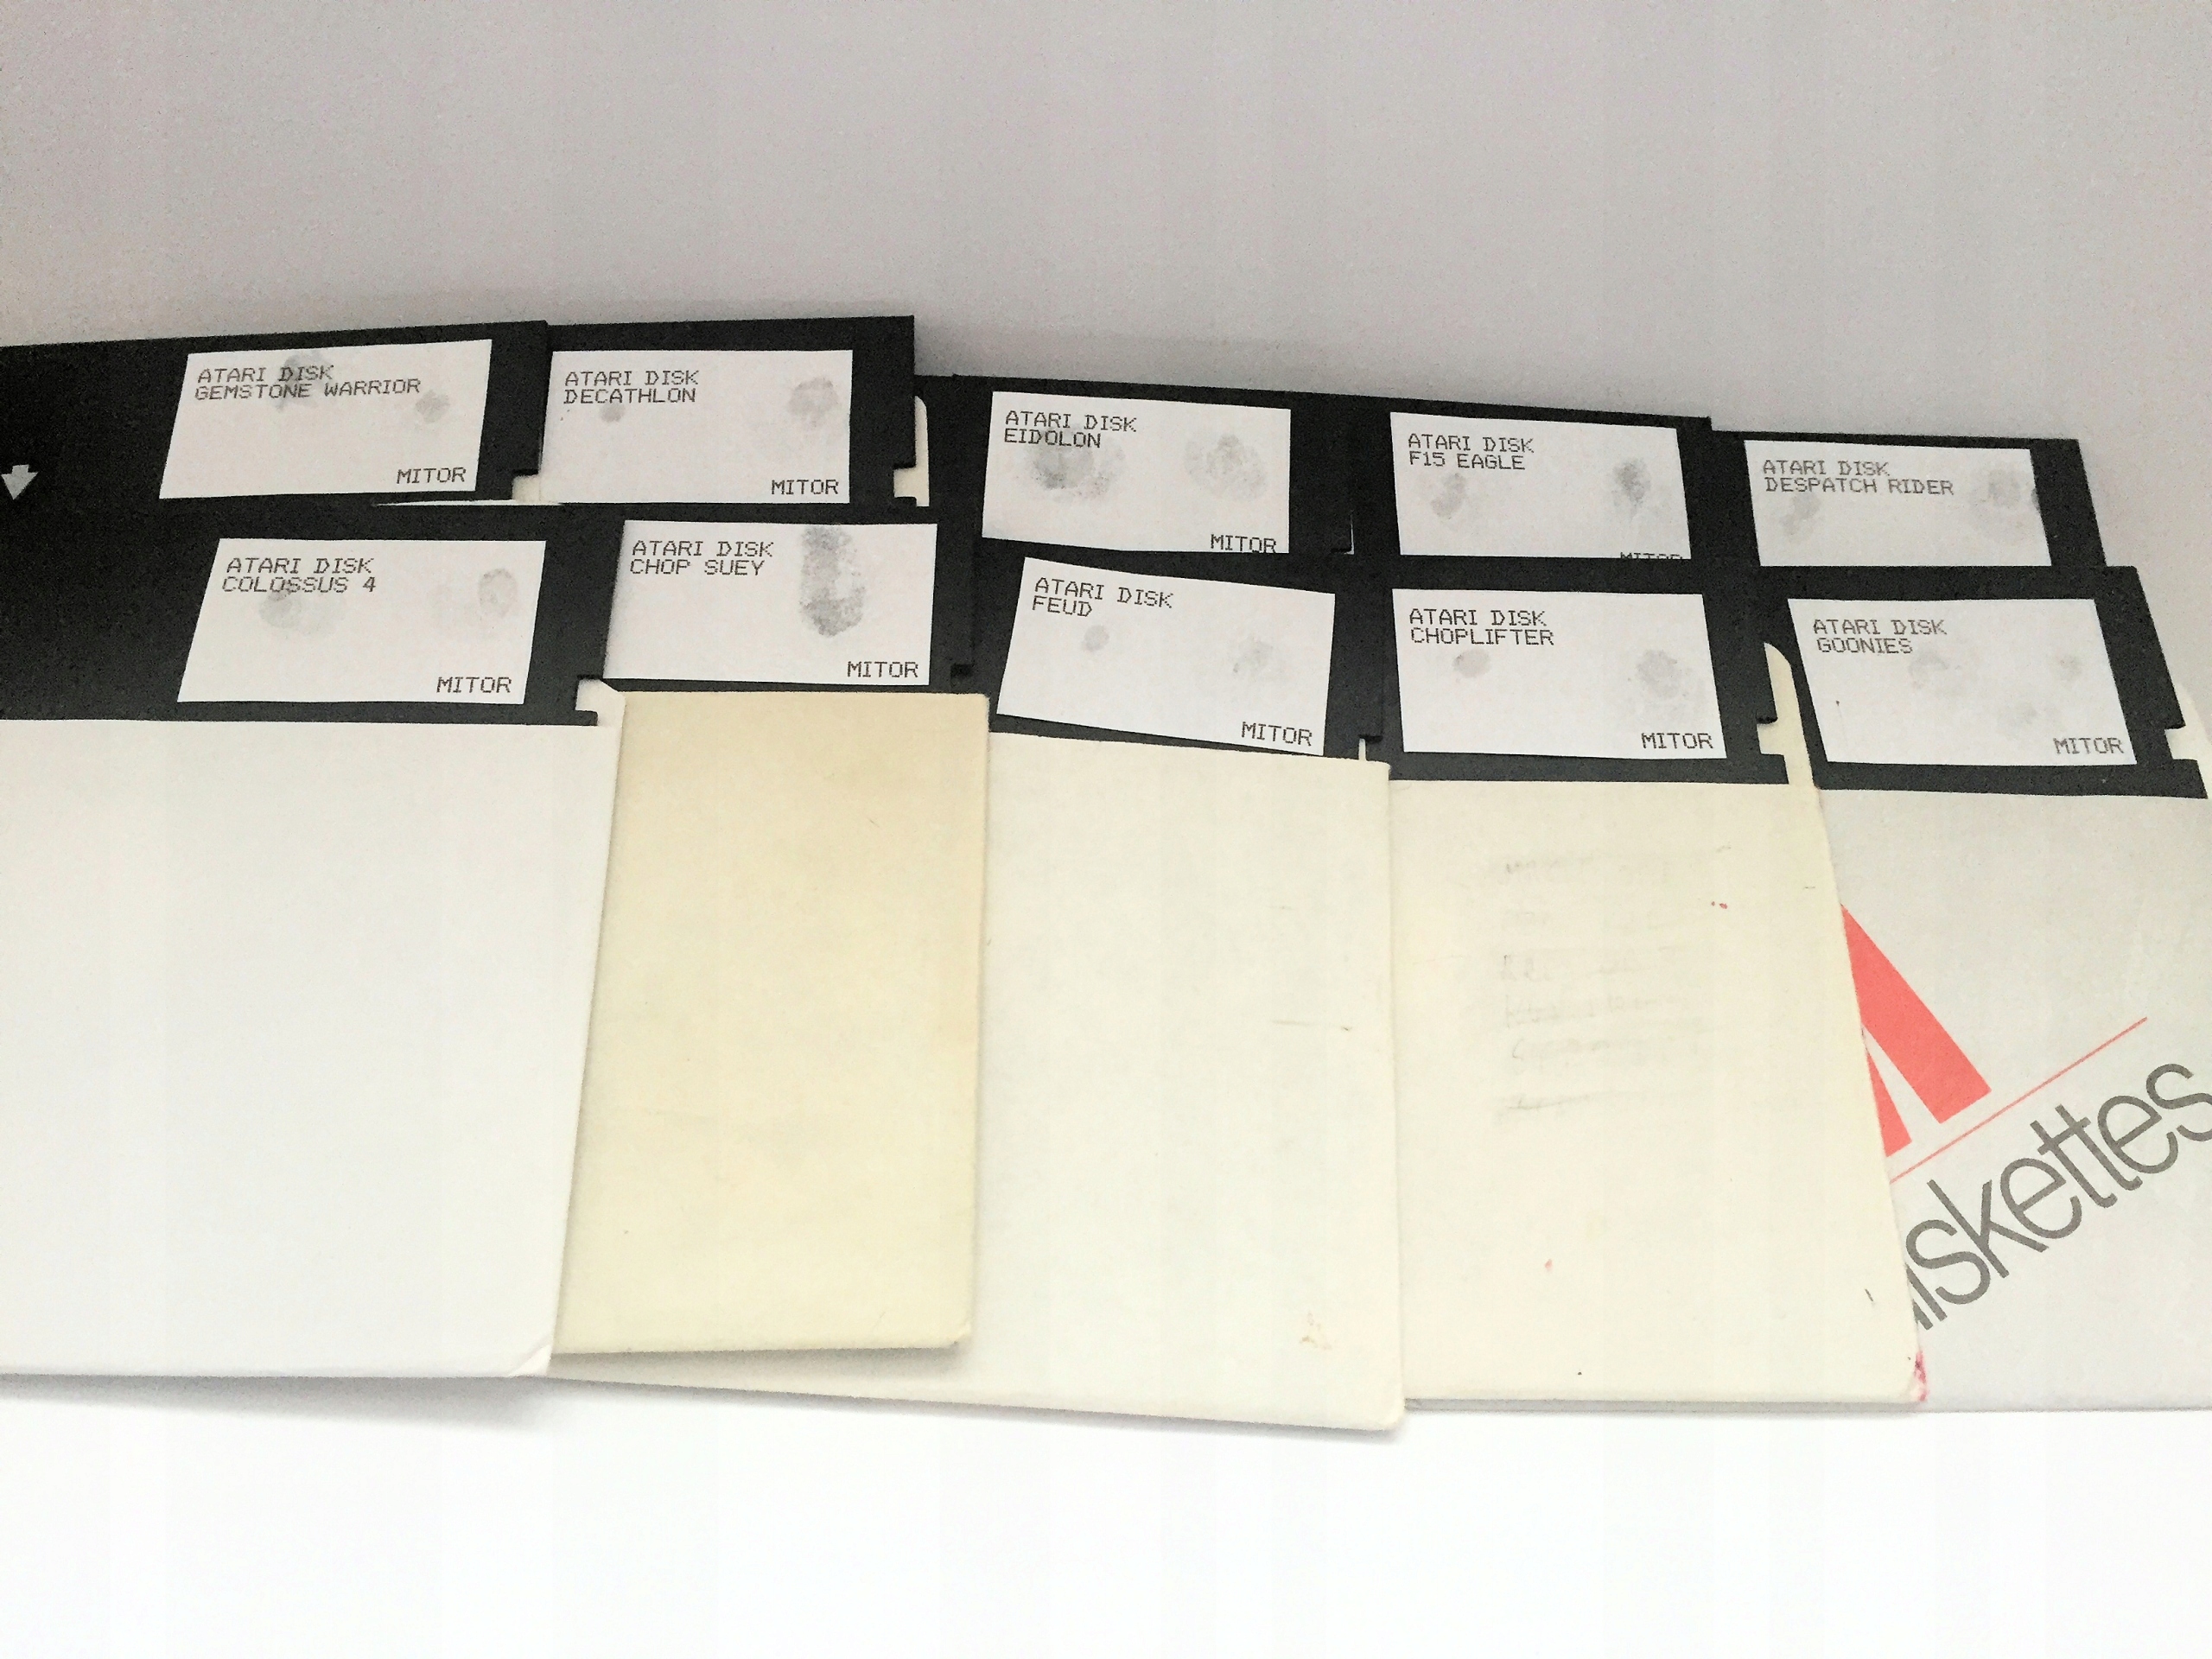 ATARI DISK
GEMSTONE WARRIOR
MITOR
ATARI DISK
DECATHLON
MITOR
ATARI DISK
EIDOLON
MITOR
ATARI DISK
F15 EAGLE
MITOR
ATARI DISK
DESPATCH RIDER
ATARI DISK
COLOSSUS 4
MITOR
ATARI DISK
CHOP SUEY
MITOR
ATARI DISK
FEUD
MITOR
ATARI DISK
CHOPLIFTER
MITOR
ATARI DISK
GOONIES
MITOR
iskettes